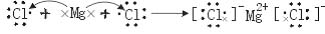 :Cl· + ×Mg× + ·Cl: ⟶ [:Cl×]⁻Mg²⁺[×Cl:]⁻